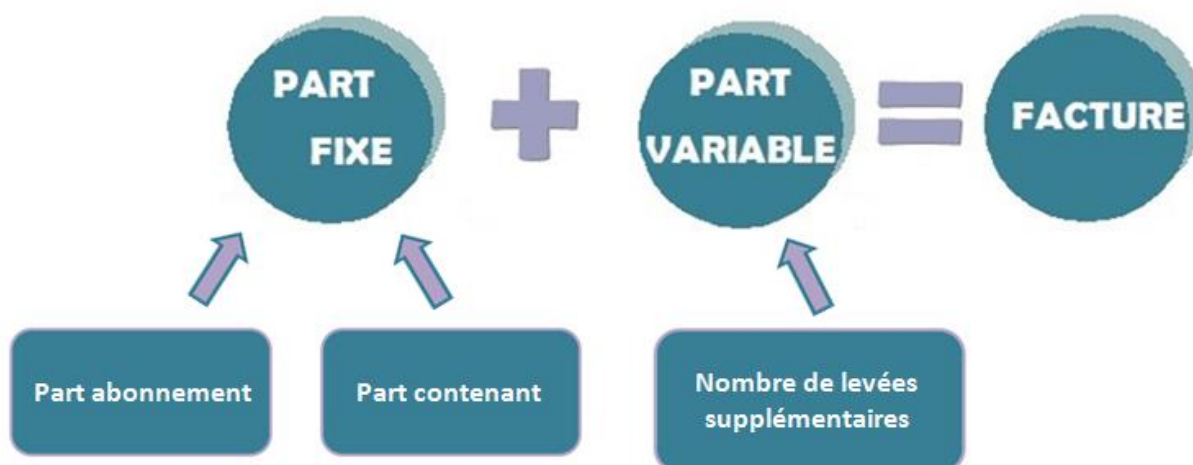 PART
FIXE
+
PART
VARIABLE
=
FACTURE
Part abonnement
Part contenant
Nombre de levées
supplémentaires